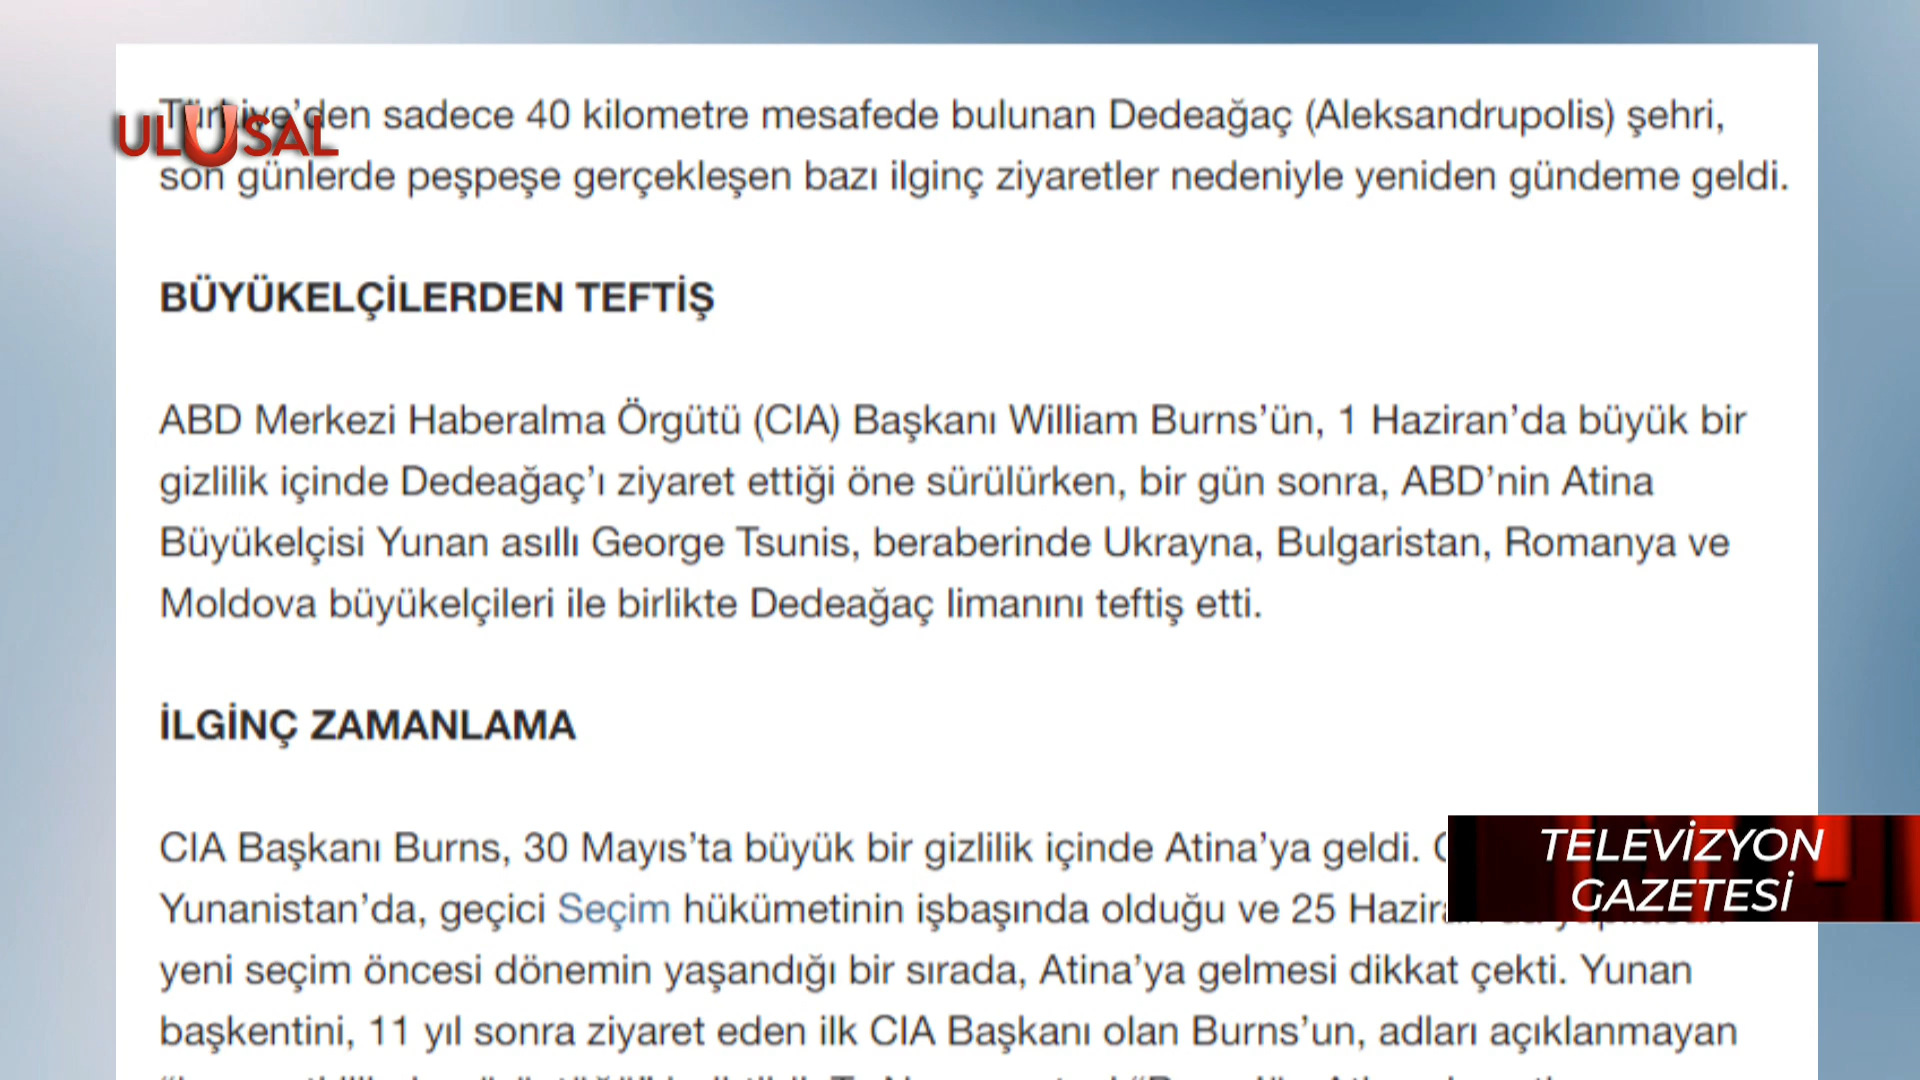 Türkiye’den sadece 40 kilometre mesafede bulunan Dedeağaç (Aleksandrupolis) şehri,
ULUSAL
son günlerde peşpeşe gerçekleşen bazı ilginç ziyaretler nedeniyle yeniden gündeme geldi.
BÜYÜKELÇİLERDEN TEFTİŞ
ABD Merkezi Haberalma Örgütü (CIA) Başkanı William Burns’ün, 1 Haziran’da büyük bir
gizlilik içinde Dedeağaç’ı ziyaret ettiği öne sürülürken, bir gün sonra, ABD’nin Atina
Büyükelçisi Yunan asıllı George Tsunis, beraberinde Ukrayna, Bulgaristan, Romanya ve
Moldova büyükelçileri ile birlikte Dedeağaç limanını teftiş etti.
İLGİNÇ ZAMANLAMA
CIA Başkanı Burns, 30 Mayıs’ta büyük bir gizlilik içinde Atina’ya geldi.
Yunanistan’da, geçici Seçim hükümetinin işbaşında olduğu ve 25
yeni seçim öncesi dönemin yaşandığı bir sırada, Atina’ya gelmesi dikkat çekti. Yunan
başkentini, 11 yıl sonra ziyaret eden ilk CIA Başkanı olan Burns’un, adları açıklanmayan
TELEVİZYON
GAZETESİ